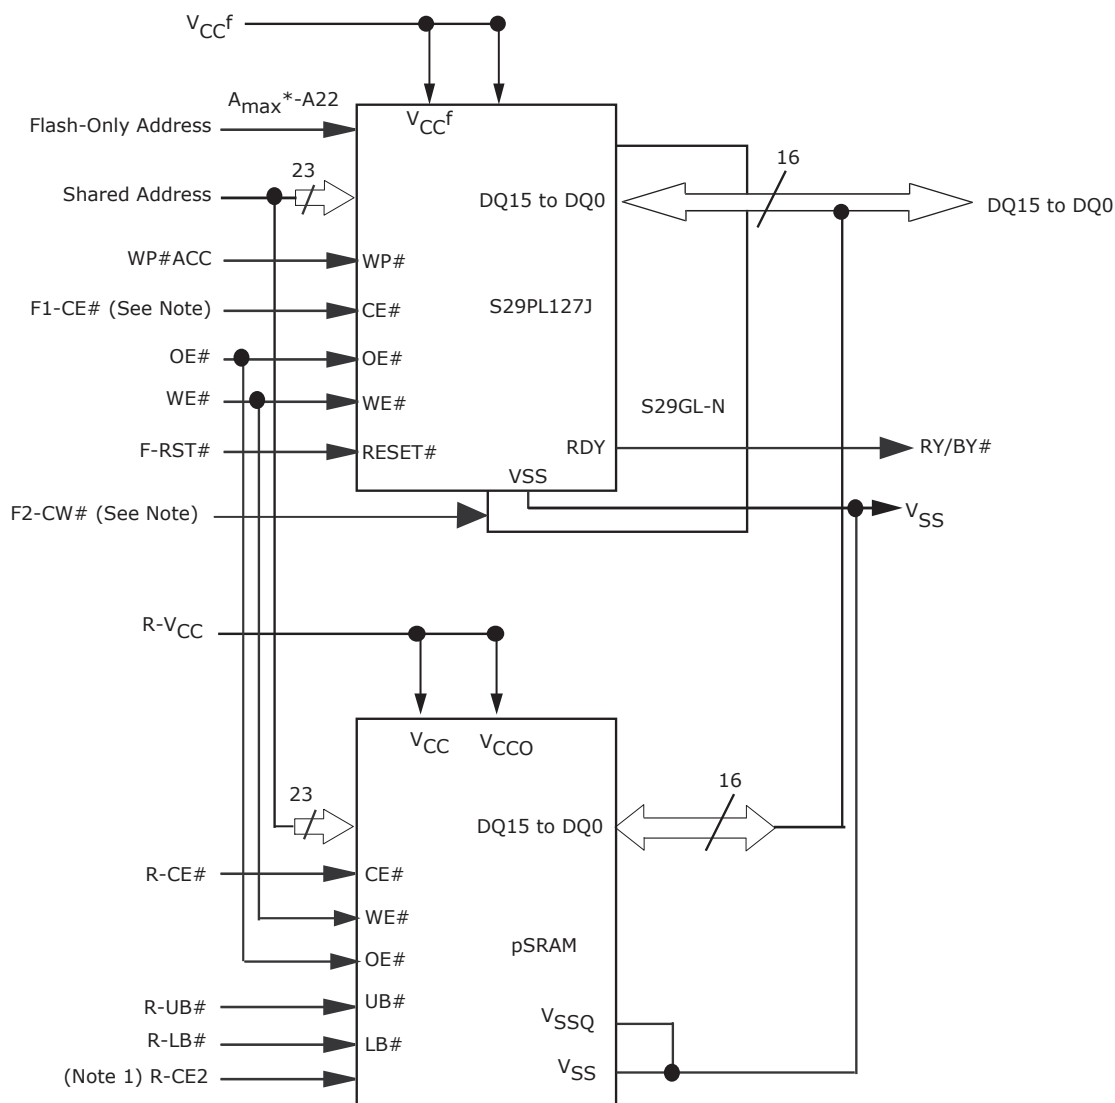 VCCf
Amax*-A22
VCCf
Flash-Only Address
23
16
Shared Address
DQ15 to DQ0
DQ15 to DQ0
WP#ACC
WP#
F1-CE# (See Note)
CE#
S29PL127J
OE#
OE#
WE#
WE#
S29GL-N
F-RST#
RESET#
RDY
RY/BY#
VSS
F2-CW# (See Note)
VSS
R-VCC
VCC
VCCO
23
16
DQ15 to DQ0
R-CE#
CE#
WE#
pSRAM
OE#
R-UB#
UB#
VSSQ
R-LB#
LB#
VSS
(Note 1) R-CE2